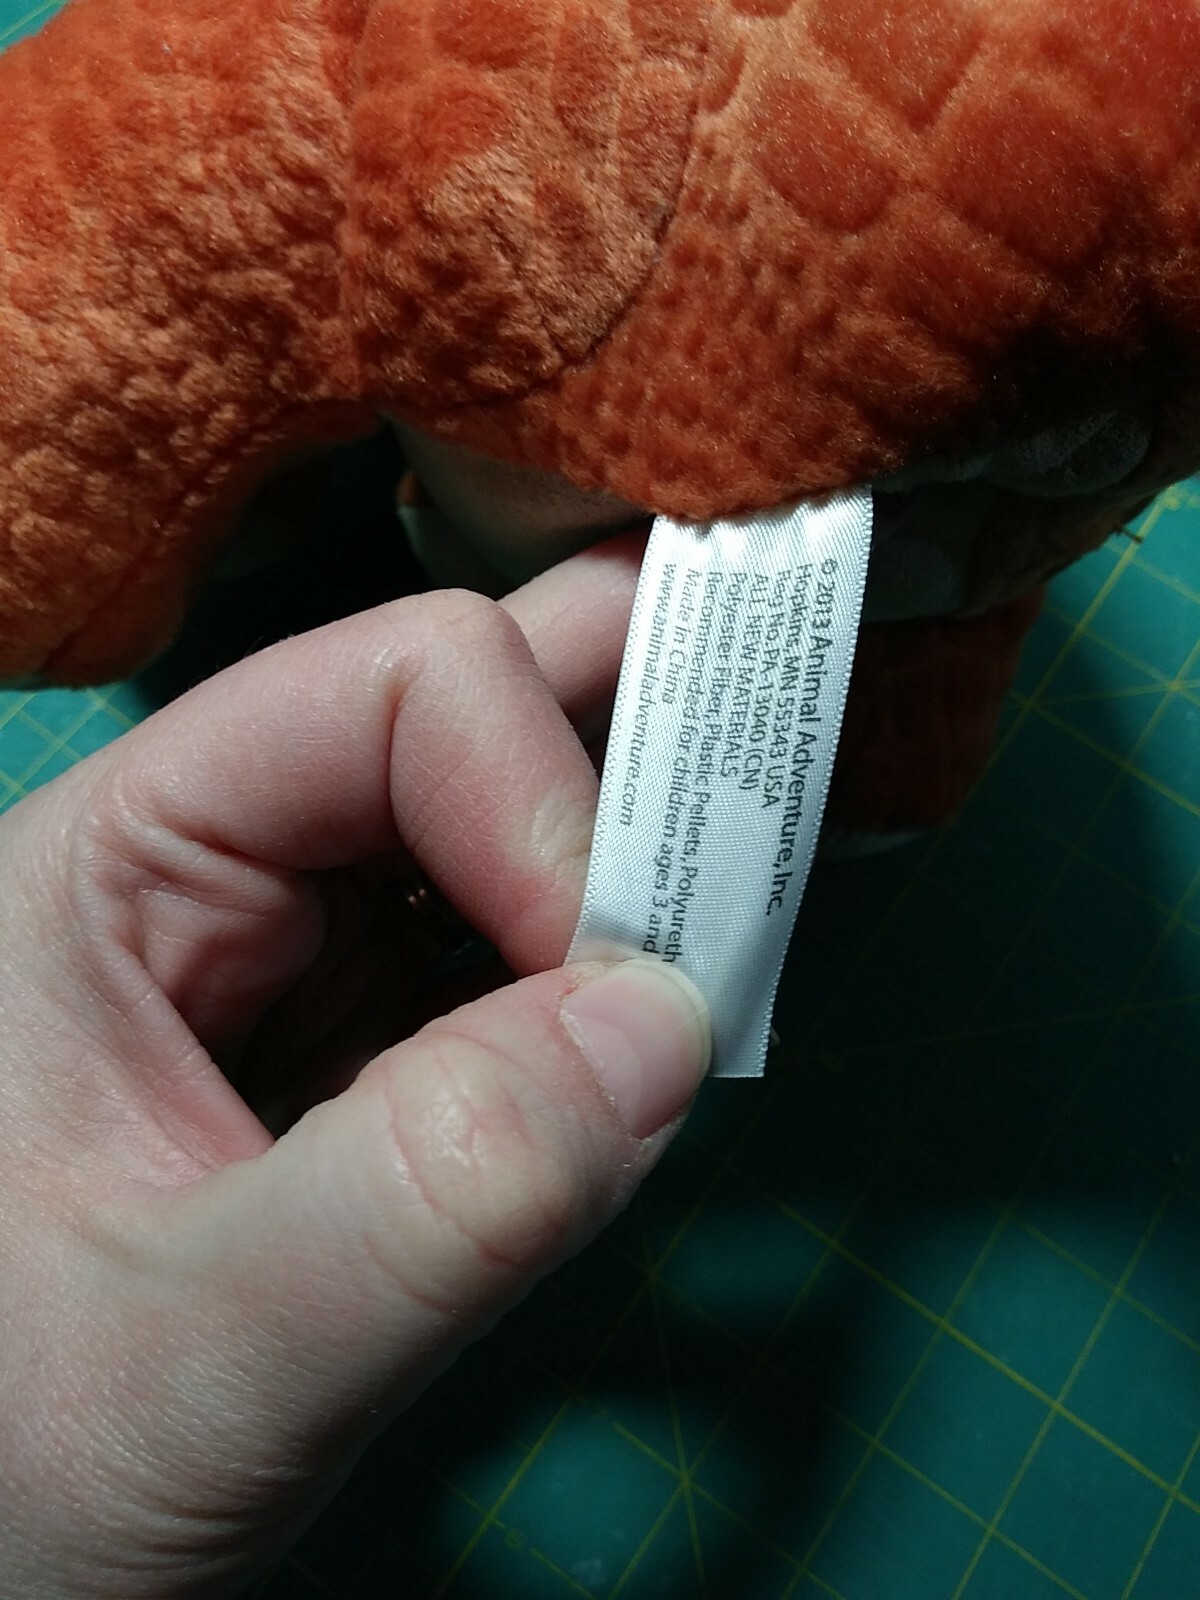 © 2013 Animal Adventure, Inc.
Hopkins, MN 55343 USA
Reg No. PA-13040 (CN)
ALL NEW MATERIALS
Polyester Fiber, Plastic Pellets, Polyureth
Recommended for children ages 3 and
Made in China
www.animaladventure.com